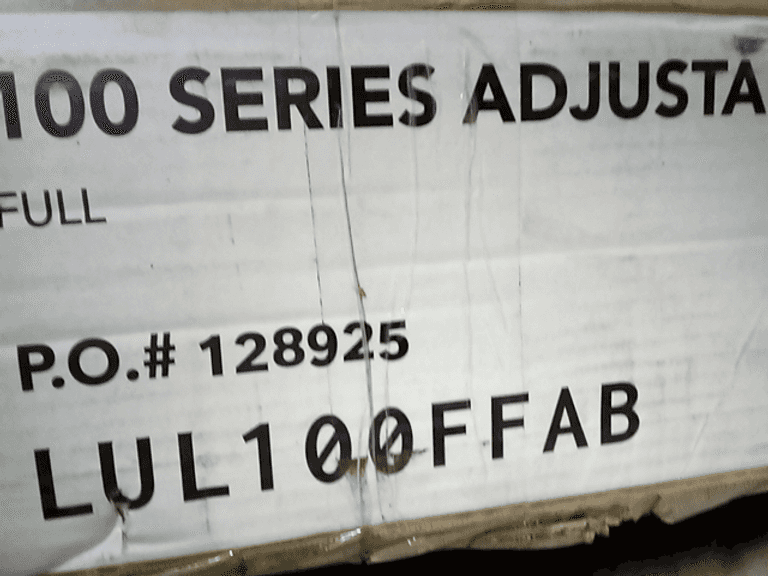 100 SERIES ADJUSTA
FULL
P.O.# 128925
LUL100FFAB